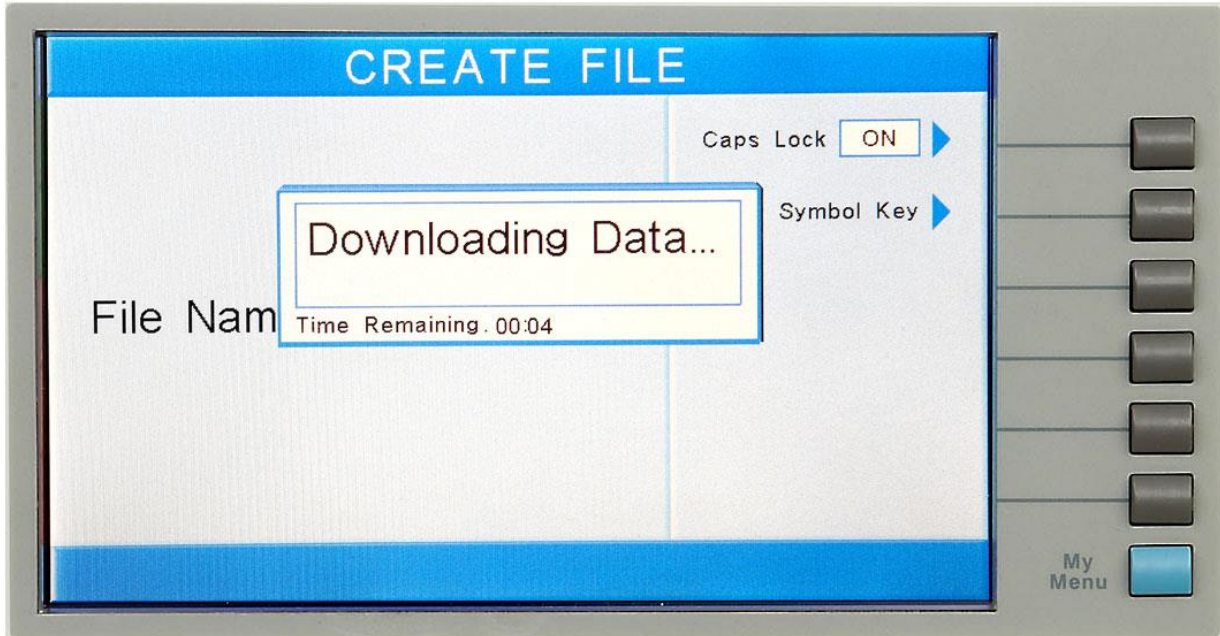 CREATE FILE
Caps Lock ON
Symbol Key
Downloading Data...
File Nam
Time Remaining. 00:04
My
Menu